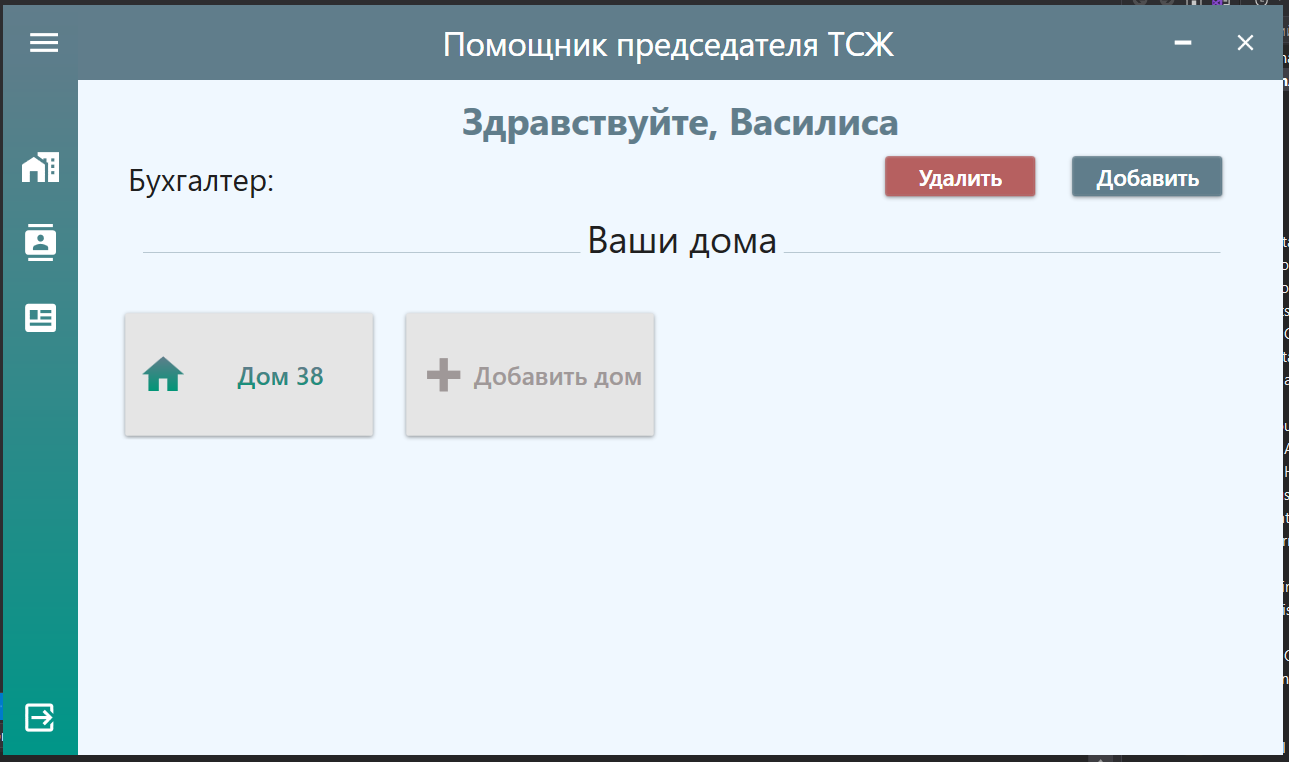 Помощник председателя ТСЖ
Здравствуйте, Василиса
Бухгалтер:
Удалить
Добавить
Ваши дома
Дом 38
Добавить дом